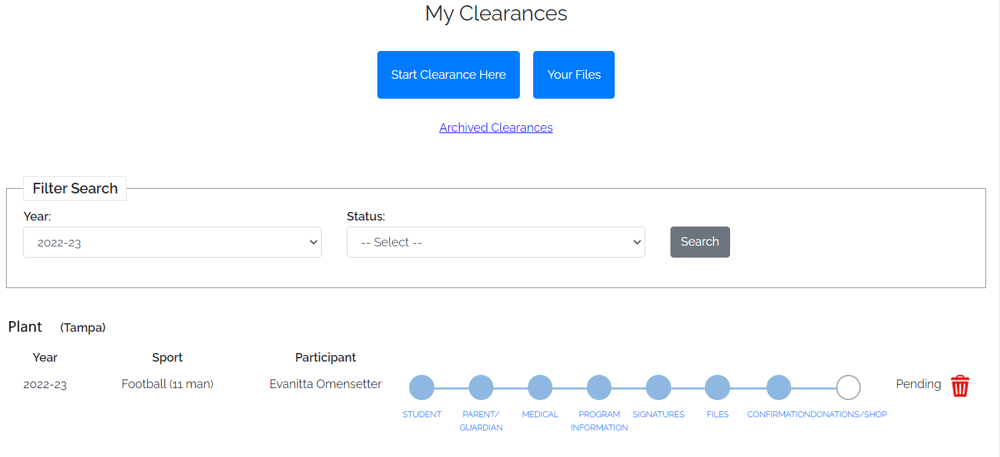 My Clearances
Start Clearance Here
Your Files
Archived Clearances
Filter Search
Year:
Status:
2022-23
-- Select --
Search
Plant (Tampa)
Year Sport Participant
2022-23 Football (11 man) Evanitta Omensetter Pending
STUDENT PARENT/ MEDICAL PROGRAM SIGNATURES FILES CONFIRMATION DONATIONS/SHOP
GUARDIAN INFORMATION